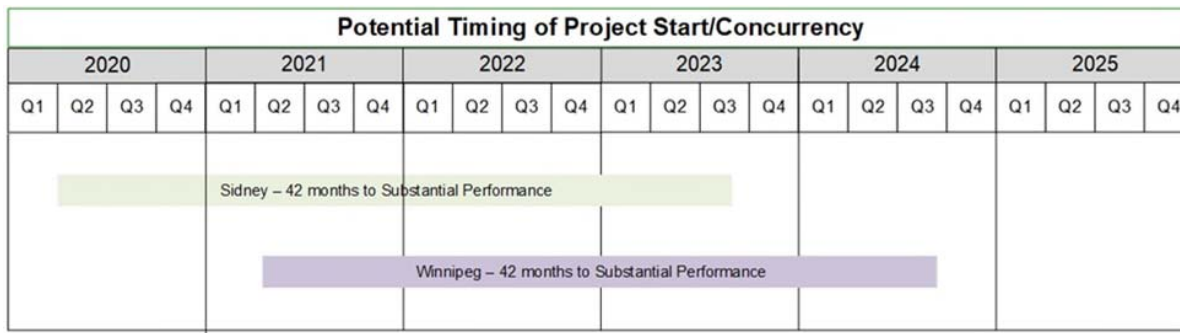 Potential Timing of Project Start/Concurrency
2020 2021 2022 2023 2024 2025
Q1 Q2 Q3 Q4 Q1 Q2 Q3 Q4 Q1 Q2 Q3 Q4 Q1 Q2 Q3 Q4 Q1 Q2 Q3 Q4 Q1 Q2 Q3 Q4
Sidney – 42 months to Substantial Performance
Winnipeg – 42 months to Substantial Performance